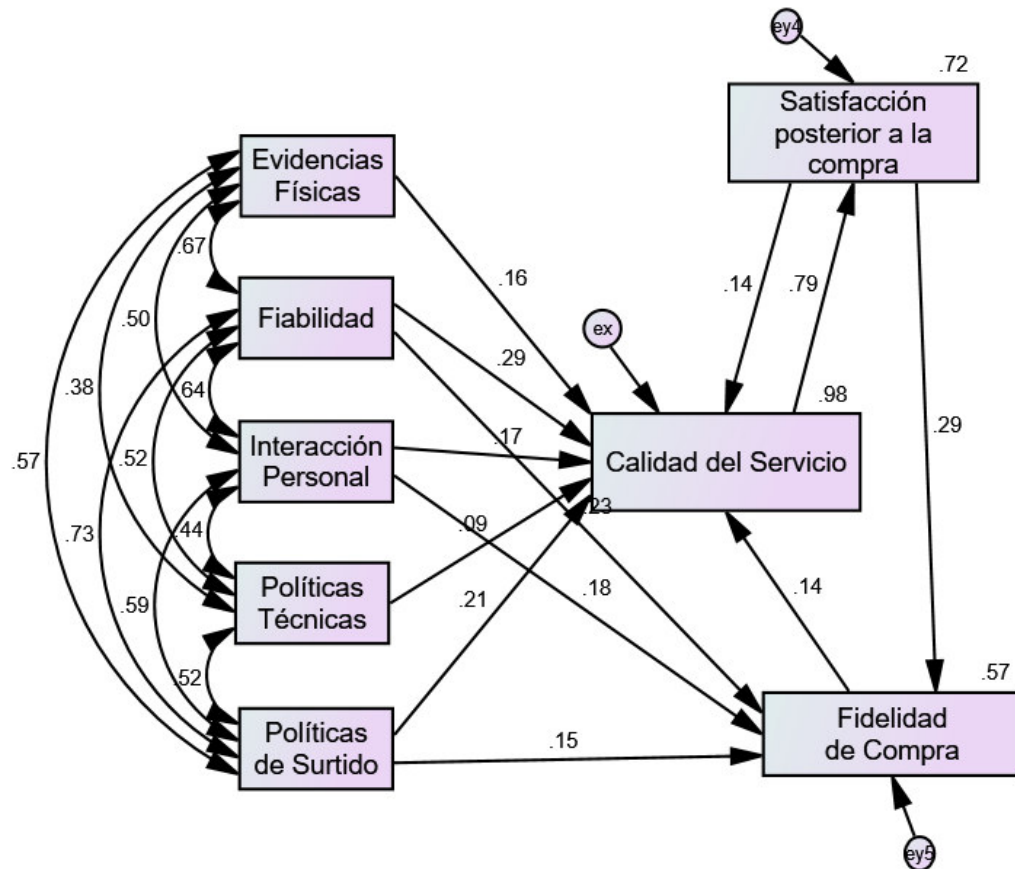 ey4
.72
Satisfacción
posterior a la
compra
Evidencias
Físicas
.67
.16
.14
.79
.50
Fiabilidad
ex
.29
.38
.64
.98
.29
.57
.52
Interacción
Personal
.17
Calidad del Servicio
.73
.44
.09
.23
.59
Políticas
Técnicas
.21
.18
.14
.52
.57
Políticas
de Surtido
.15
Fidelidad
de Compra
ey5